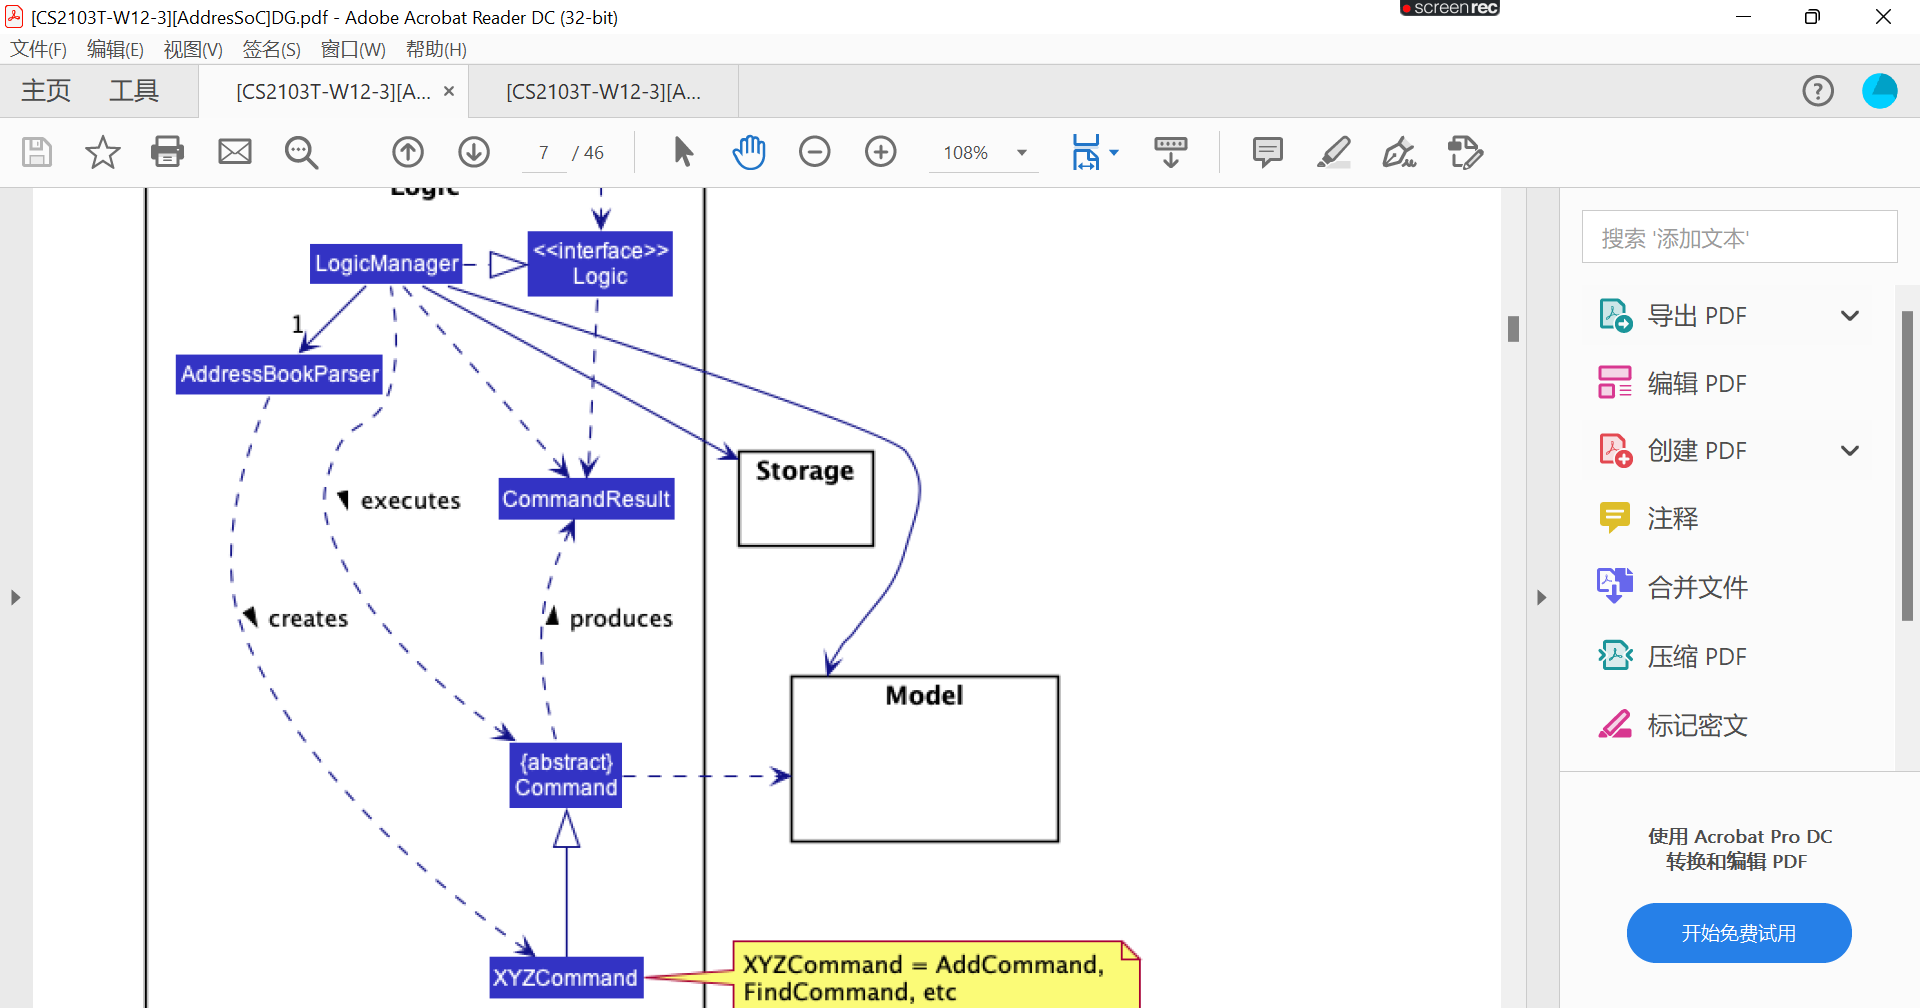 [CS2103T-W12-3][AddresSoC]DG.pdf - Adobe Acrobat Reader DC (32-bit)
screenrec
文件(F) 编辑(E) 视图(V) 签名(S) 窗口(W) 帮助(H)
主页 工具 [CS2103T-W12-3][A... × [CS2103T-W12-3][A...
7 / 46 108%
Logic
LogicManager
<<interface>>
Logic
1
AddressBookParser
executes
CommandResult
Storage
creates
produces
Model
{abstract}
Command
XYZCommand
XYZCommand = AddCommand,
FindCommand, etc
搜索 '添加文本'
导出 PDF
编辑 PDF
创建 PDF
注释
合并文件
压缩 PDF
标记密文
使用 Acrobat Pro DC
转换和编辑 PDF
开始免费试用